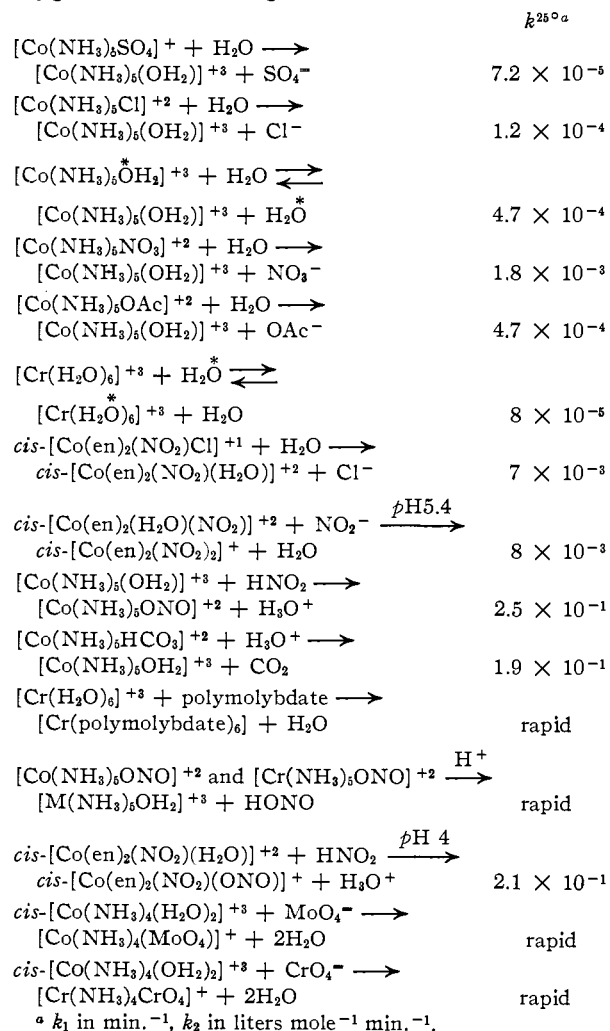 k²⁵°ᵃ
[Co(NH₃)₅SO₄]⁺ + H₂O ⟶
[Co(NH₃)₅(OH₂)]⁺³ + SO₄⁻ 7.2 × 10⁻⁵
[Co(NH₃)₅Cl]⁺² + H₂O ⟶
[Co(NH₃)₅(OH₂)]⁺³ + Cl⁻ 1.2 × 10⁻⁴
[Co(NH₃)₅O*H₂]⁺³ + H₂O ⇌
[Co(NH₃)₅(OH₂)]⁺³ + H₂O* 4.7 × 10⁻⁴
[Co(NH₃)₅NO₃]⁺² + H₂O ⟶
[Co(NH₃)₅(OH₂)]⁺³ + NO₃⁻ 1.8 × 10⁻³
[Co(NH₃)₅OAc]⁺² + H₂O ⟶
[Co(NH₃)₅(OH₂)]⁺³ + OAc⁻ 4.7 × 10⁻⁴
[Cr(H₂O)₆]⁺³ + H₂O* ⇌
[Cr(H₂O*)₆]⁺³ + H₂O 8 × 10⁻⁵
cis-[Co(en)₂(NO₂)Cl]⁺¹ + H₂O ⟶
cis-[Co(en)₂(NO₂)(H₂O)]⁺² + Cl⁻ 7 × 10⁻³
pH5.4
cis-[Co(en)₂(H₂O)(NO₂)]⁺² + NO₂⁻ ⟶
cis-[Co(en)₂(NO₂)₂]⁺ + H₂O 8 × 10⁻³
[Co(NH₃)₅(OH₂)]⁺³ + HNO₂ ⟶
[Co(NH₃)₅ONO]⁺² + H₃O⁺ 2.5 × 10⁻¹
[Co(NH₃)₅HCO₃]⁺² + H₃O⁺ ⟶
[Co(NH₃)₅OH₂]⁺³ + CO₂ 1.9 × 10⁻¹
[Cr(H₂O)₆]⁺³ + polymolybdate ⟶
[Cr(polymolybdate)₆] + H₂O rapid
H⁺
[Co(NH₃)₅ONO]⁺² and [Cr(NH₃)₅ONO]⁺² ⟶
[M(NH₃)₅OH₂]⁺³ + HONO rapid
pH 4
cis-[Co(en)₂(NO₂)(H₂O)]⁺² + HNO₂ ⟶
cis-[Co(en)₂(NO₂)(ONO)]⁺ + H₃O⁺ 2.1 × 10⁻¹
cis-[Co(NH₃)₄(H₂O)₂]⁺³ + MoO₄⁼ ⟶
[Co(NH₃)₄(MoO₄)]⁺ + 2H₂O rapid
cis-[Co(NH₃)₄(OH₂)₂]⁺³ + CrO₄⁼ ⟶
[Cr(NH₃)₄CrO₄]⁺ + 2H₂O rapid
ᵃ k₁ in min.⁻¹, k₂ in liters mole⁻¹ min.⁻¹.